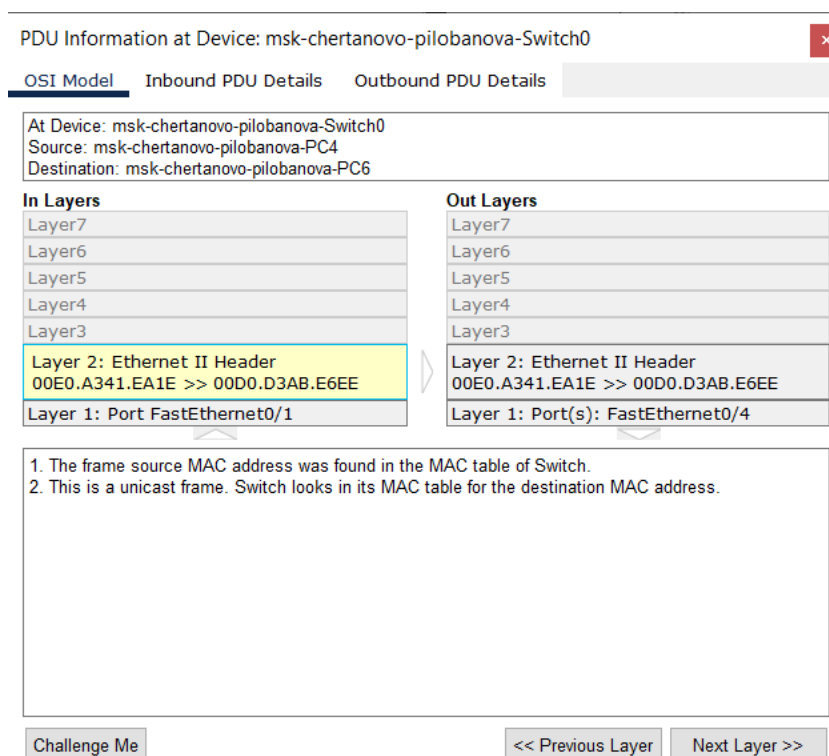 PDU Information at Device: msk-chertanovo-pilobanova-Switch0
OSI Model Inbound PDU Details Outbound PDU Details
At Device: msk-chertanovo-pilobanova-Switch0
Source: msk-chertanovo-pilobanova-PC4
Destination: msk-chertanovo-pilobanova-PC6
In Layers
Layer7
Layer6
Layer5
Layer4
Layer3
Layer 2: Ethernet II Header
00E0.A341.EA1E >> 00D0.D3AB.E6EE
Layer 1: Port FastEthernet0/1
Out Layers
Layer7
Layer6
Layer5
Layer4
Layer3
Layer 2: Ethernet II Header
00E0.A341.EA1E >> 00D0.D3AB.E6EE
Layer 1: Port(s): FastEthernet0/4
1. The frame source MAC address was found in the MAC table of Switch.
2. This is a unicast frame. Switch looks in its MAC table for the destination MAC address.
Challenge Me
<< Previous Layer
Next Layer >>